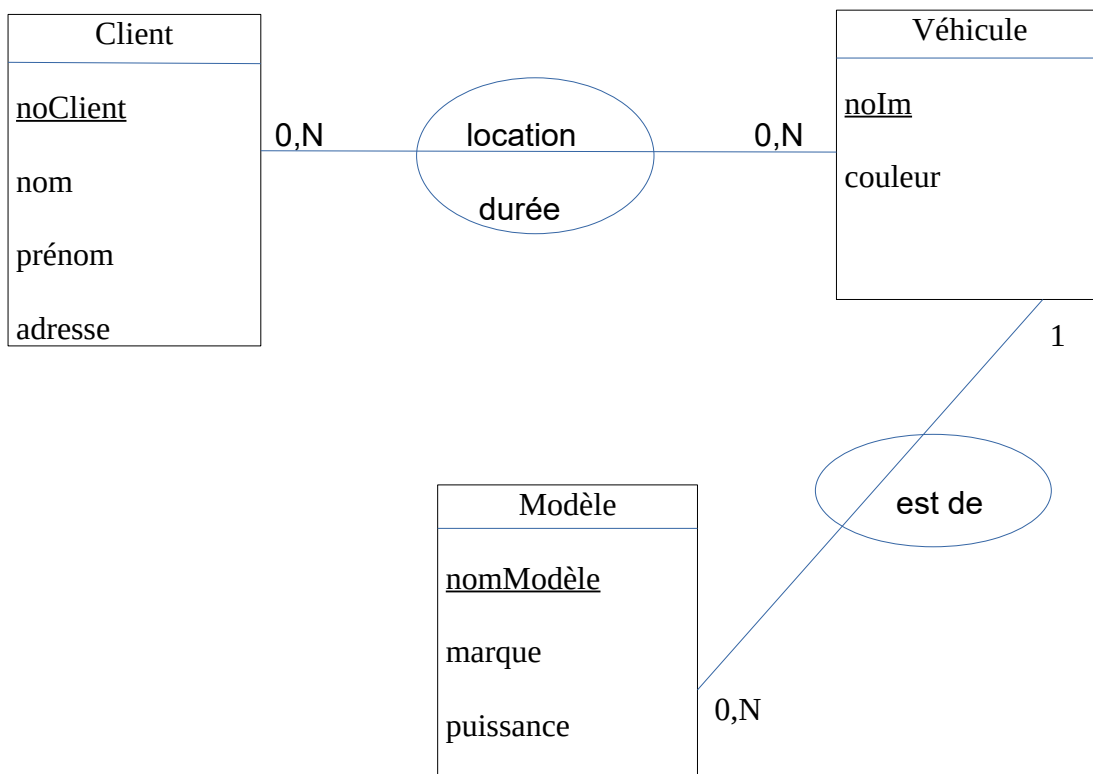 Client
noClient
nom
prénom
adresse
0,N
location
durée
0,N
Véhicule
noIm
couleur
1
est de
Modèle
nomModèle
marque
puissance
0,N